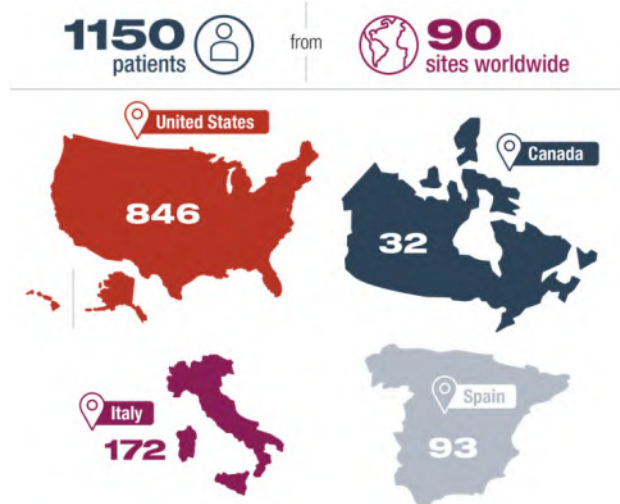 1150
patients
from
90
sites worldwide
United States
846
Canada
32
Italy
172
Spain
93